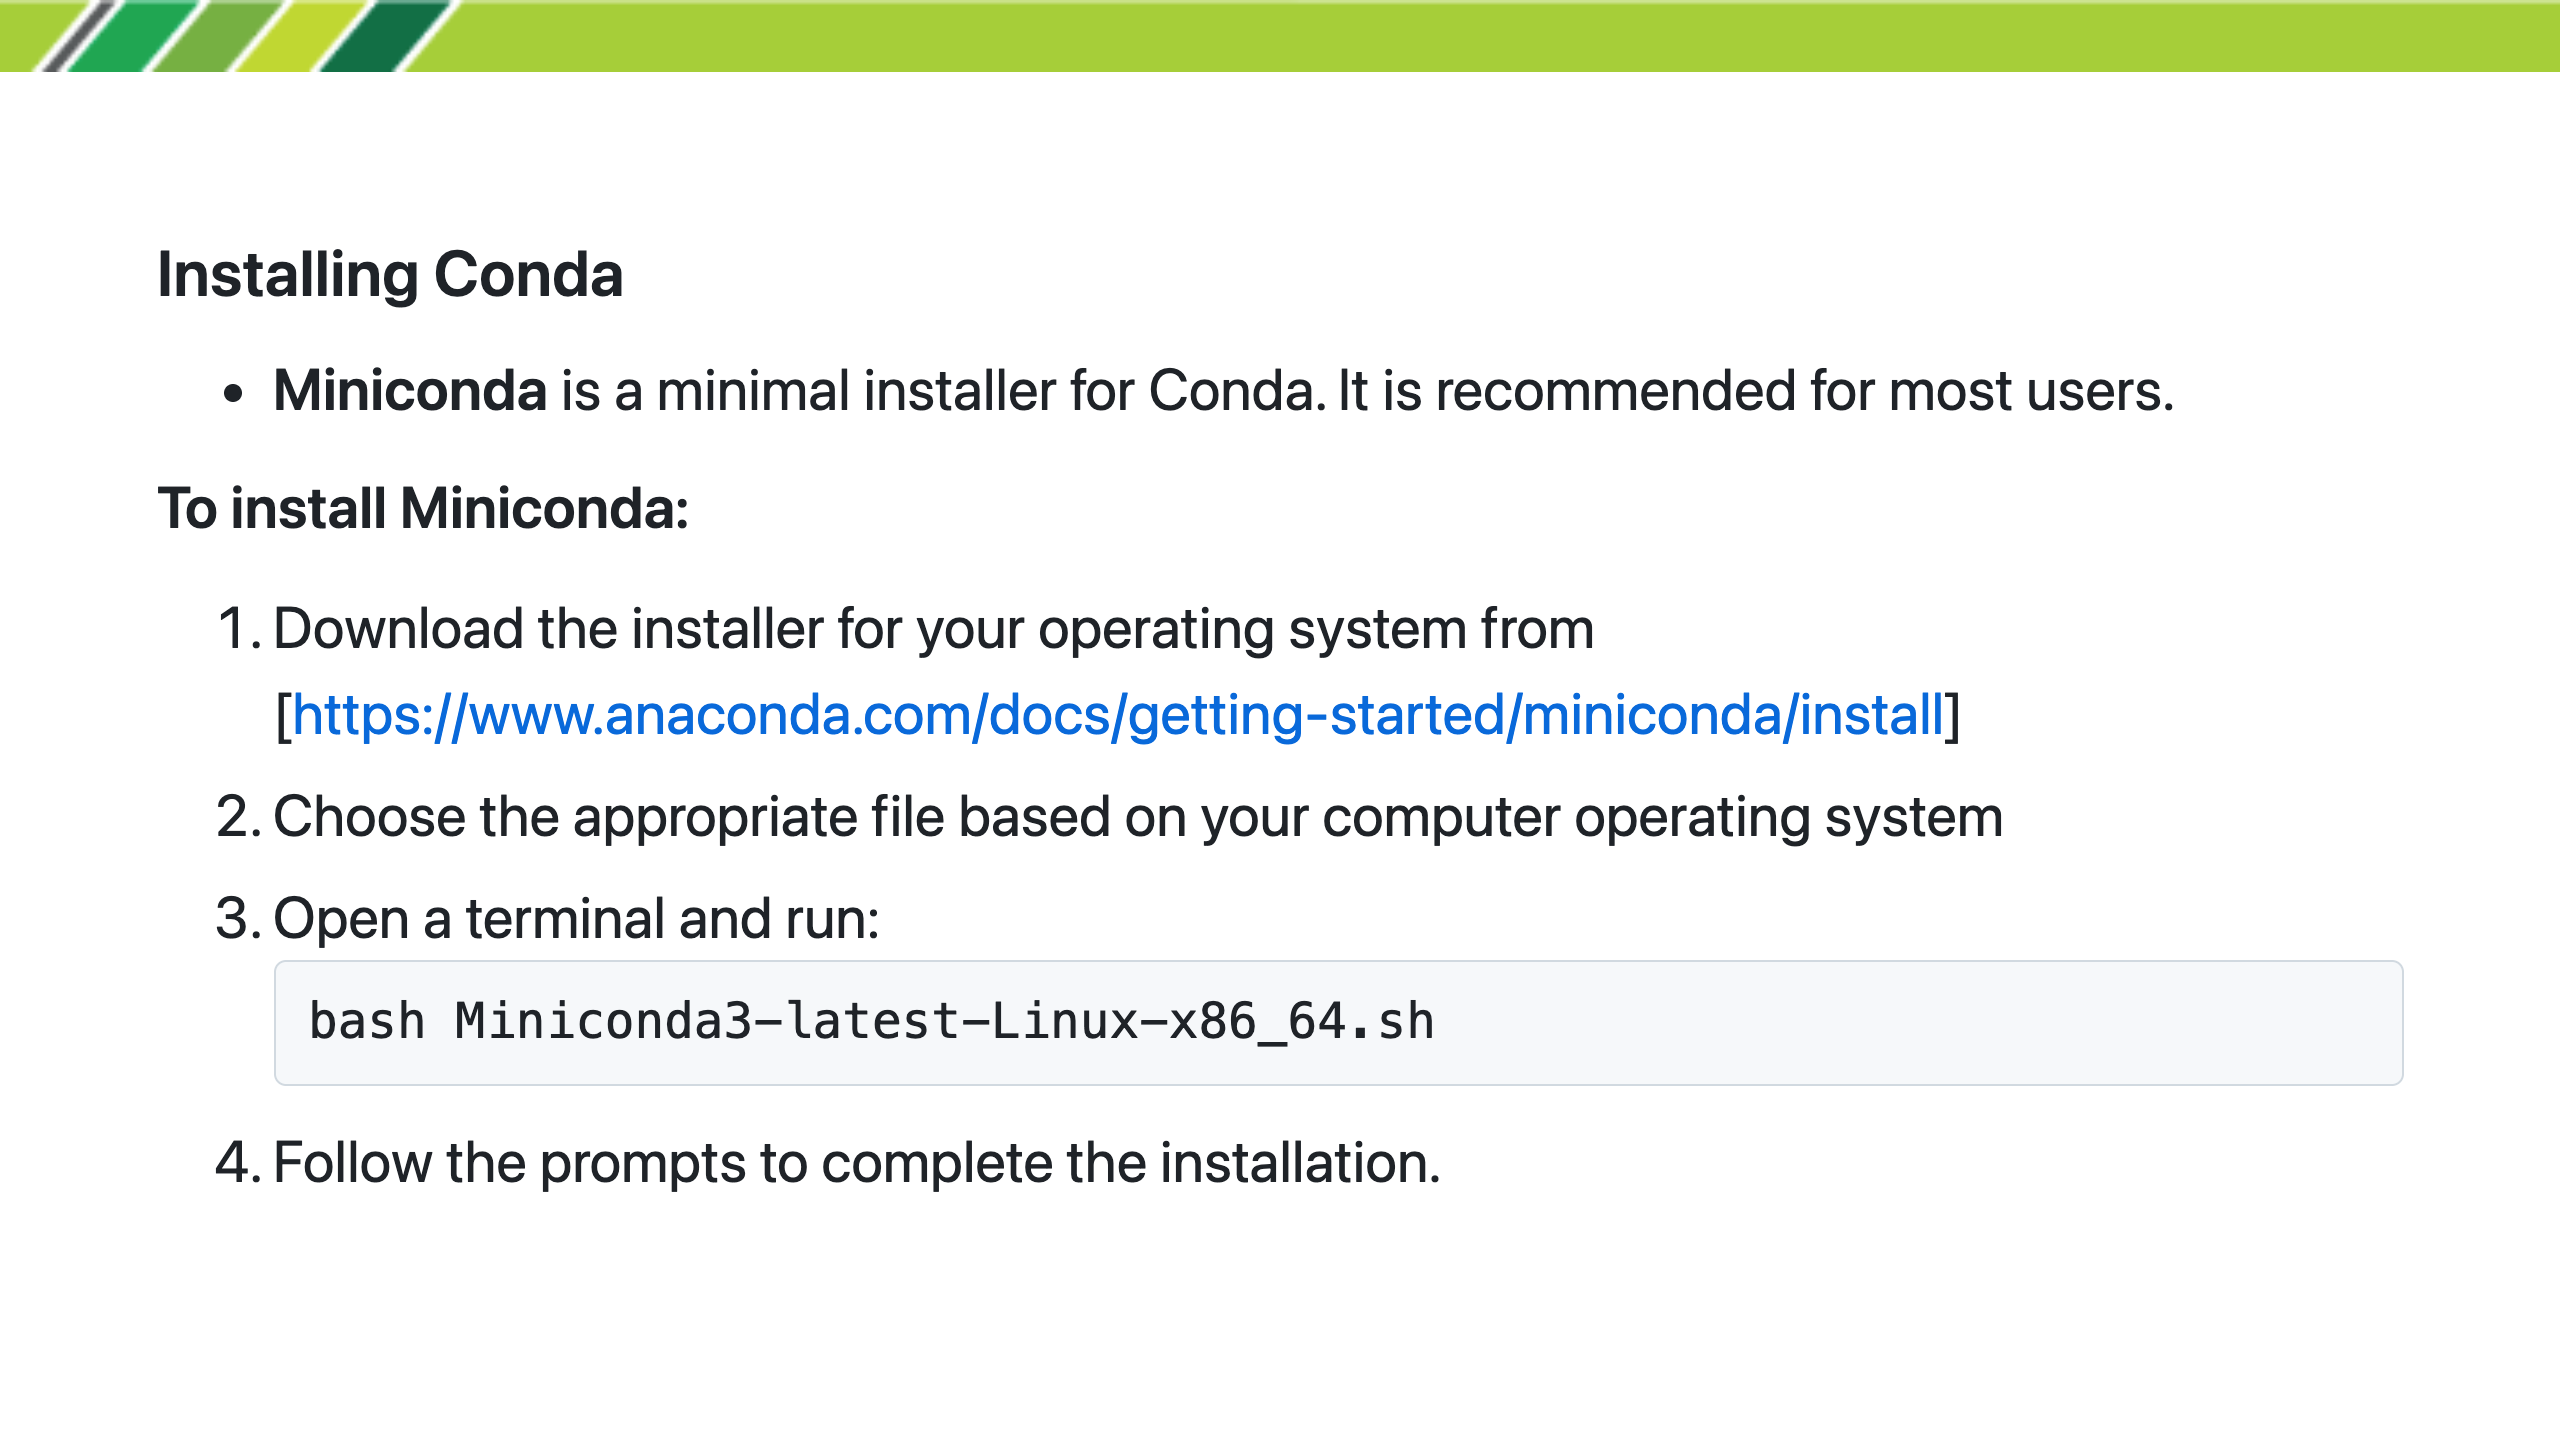 Installing Conda
• Miniconda is a minimal installer for Conda. It is recommended for most users.
To install Miniconda:
1. Download the installer for your operating system from
[https://www.anaconda.com/docs/getting-started/miniconda/install]
2. Choose the appropriate file based on your computer operating system
3. Open a terminal and run:
bash Miniconda3-latest-Linux-x86_64.sh
4. Follow the prompts to complete the installation.